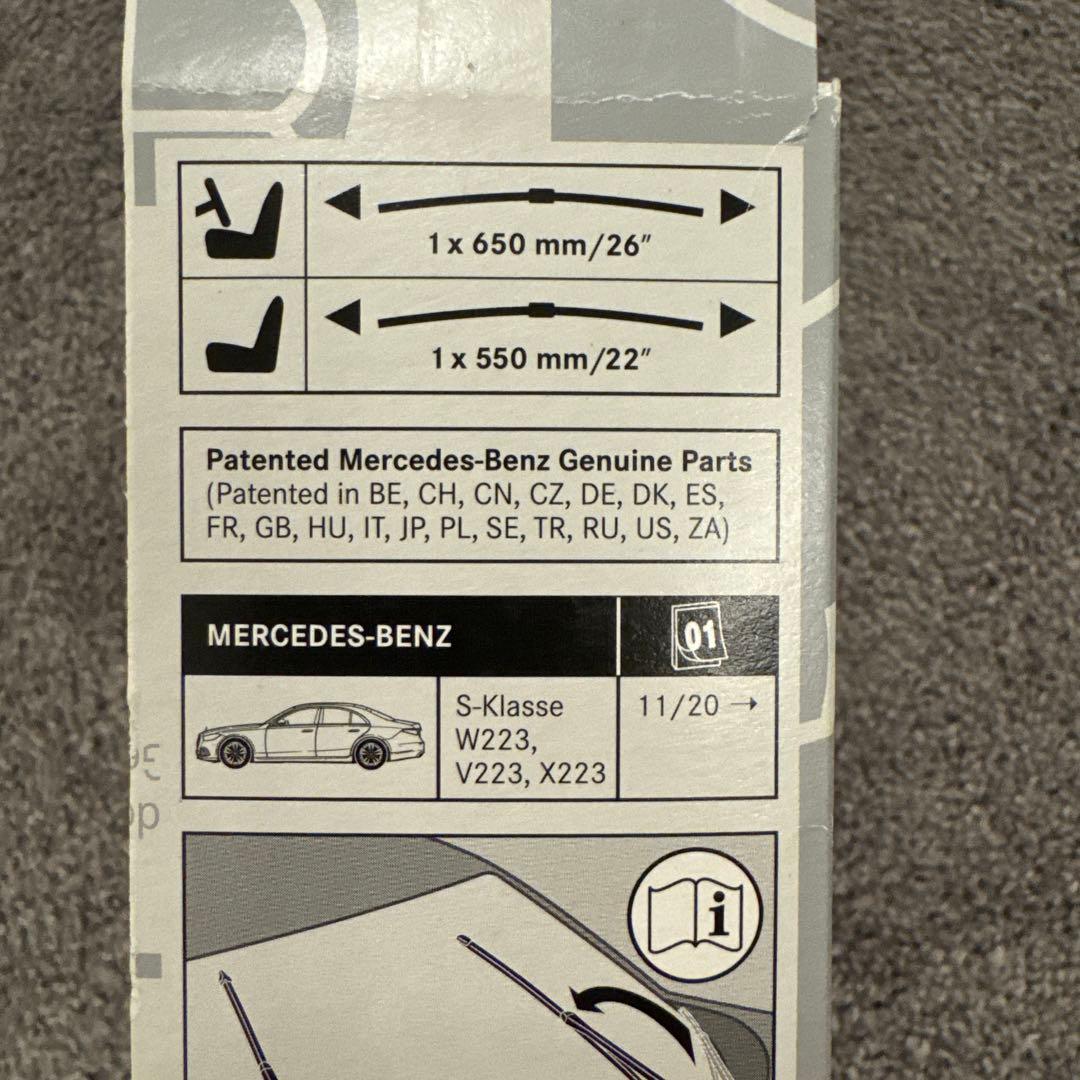 1 x 650 mm/26″
1 x 550 mm/22″
Patented Mercedes-Benz Genuine Parts
(Patented in BE, CH, CN, CZ, DE, DK, ES,
FR, GB, HU, IT, JP, PL, SE, TR, RU, US, ZA)
MERCEDES-BENZ 01
S-Klasse 11/20 →
W223,
V223, X223
i